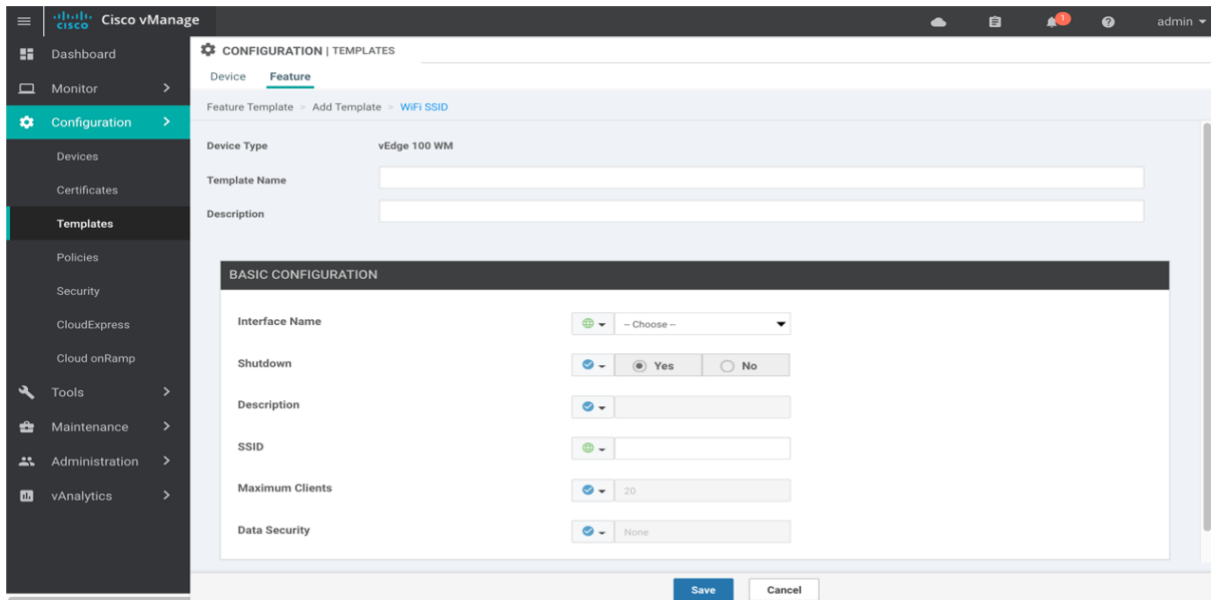 CISCO Cisco vManage
1
admin
Dashboard
Monitor
Configuration
Devices
Certificates
Templates
Policies
Security
CloudExpress
Cloud onRamp
Tools
Maintenance
Administration
vAnalytics
CONFIGURATION | TEMPLATES
Device Feature
Feature Template > Add Template > WiFi SSID
Device Type vEdge 100 WM
Template Name
Description
BASIC CONFIGURATION
Interface Name -- Choose --
Shutdown Yes No
Description
SSID
Maximum Clients 20
Data Security None
Save Cancel